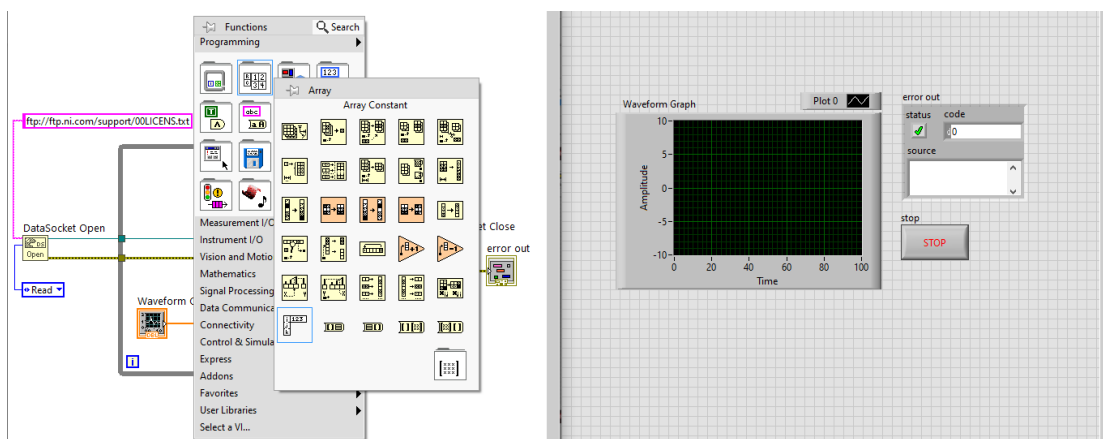 Functions
Search
Programming
Array
Array Constant
ftp://ftp.ni.com/support/00LICENS.txt
DataSocket Open
Open
Read
Waveform G
i
Measurement I/O
Instrument I/O
Vision and Motio
Mathematics
Signal Processing
Data Communica
Connectivity
Control & Simula
Express
Addons
Favorites
User Libraries
Select a VI...
et Close
error out
Waveform Graph
Plot 0
Amplitude
10
5
0
-5
-10
0 20 40 60 80 100
Time
error out
status code
0
source
stop
STOP